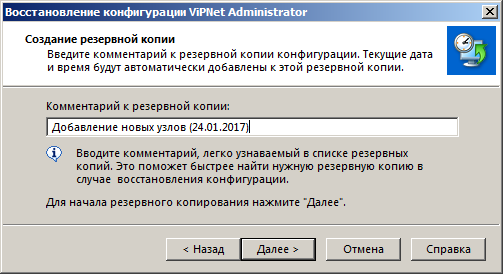 Восстановление конфигурации ViPNet Administrator
Создание резервной копии
Введите комментарий к резервной копии конфигурации. Текущие дата
и время будут автоматически добавлены к этой резервной копии.
Комментарий к резервной копии:
Добавление новых узлов (24.01.2017)
Вводите комментарий, легко узнаваемый в списке резервных
копий. Это поможет быстрее найти нужную резервную копию в
случае восстановления конфигурации.
Для начала резервного копирования нажмите "Далее".
< Назад
Далее >
Отмена
Справка